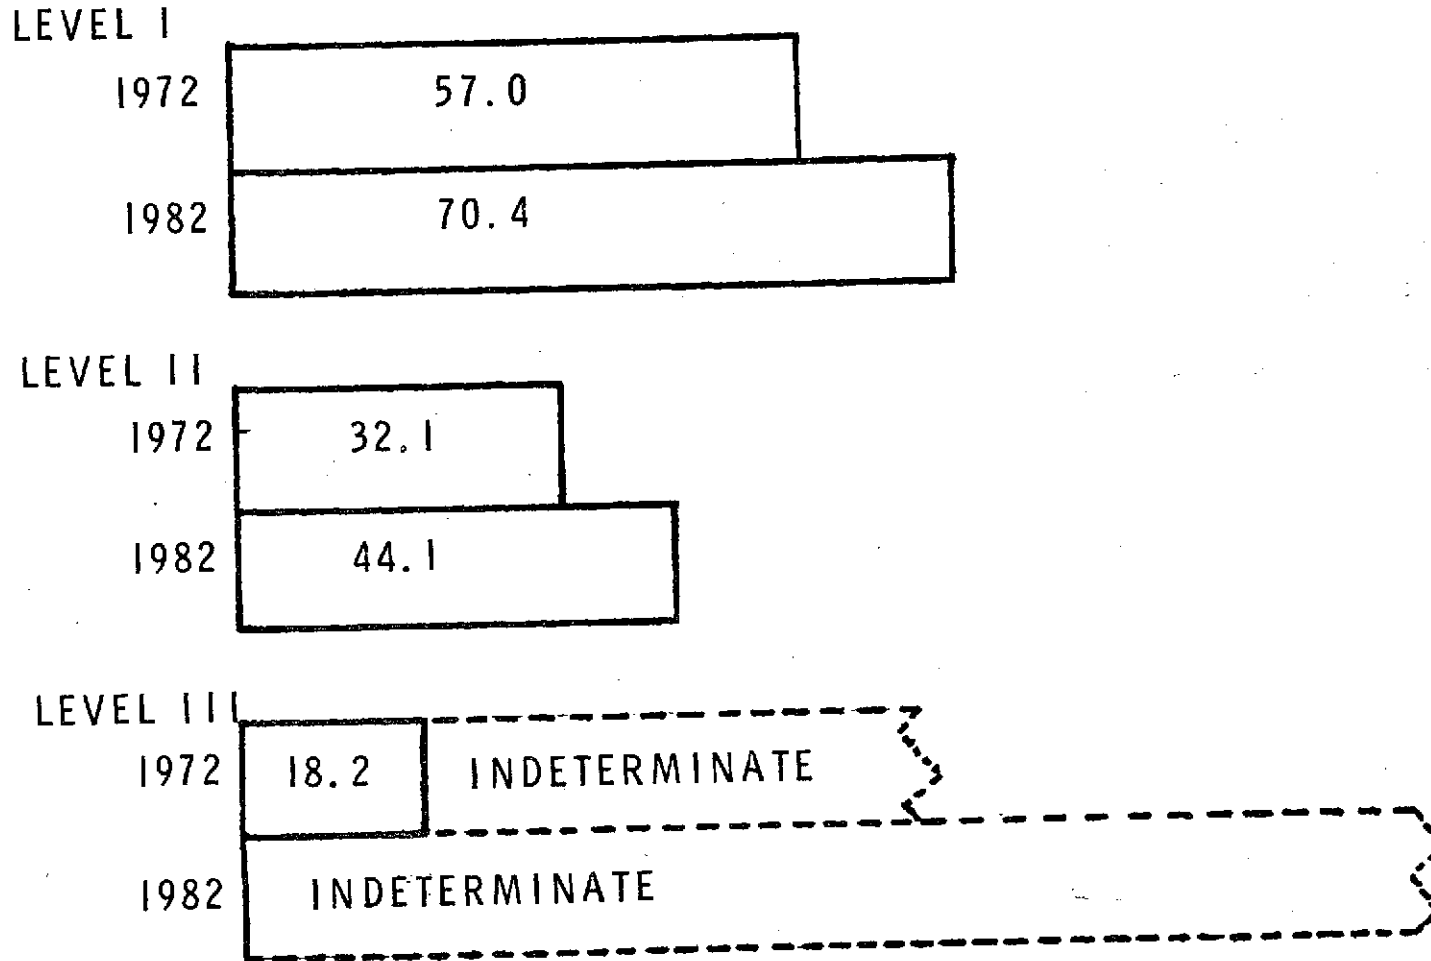 LEVEL I
1972 57.0
1982 70.4
LEVEL II
1972 32.1
1982 44.1
LEVEL III
1972 18.2 INDETERMINATE
1982 INDETERMINATE